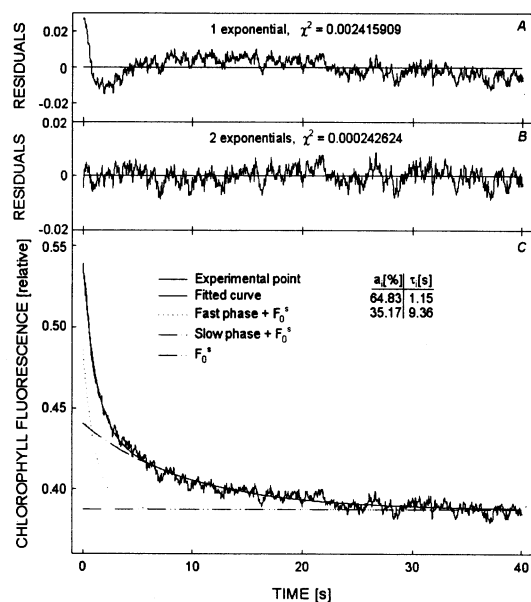 A
1 exponential, χ² = 0.002415909
RESIDUALS
0.02
0
-0.02
B
2 exponentials, χ² = 0.000242624
RESIDUALS
0.02
0
-0.02
C
CHLOROPHYLL FLUORESCENCE [relative]
0.55
0.50
0.45
0.40
Experimental point
Fitted curve
Fast phase + F₀ˢ
Slow phase + F₀ˢ
F₀ˢ
aᵢ[%] τᵢ[s]
64.83 1.15
35.17 9.36
0 10 20 30 40
TIME [s]